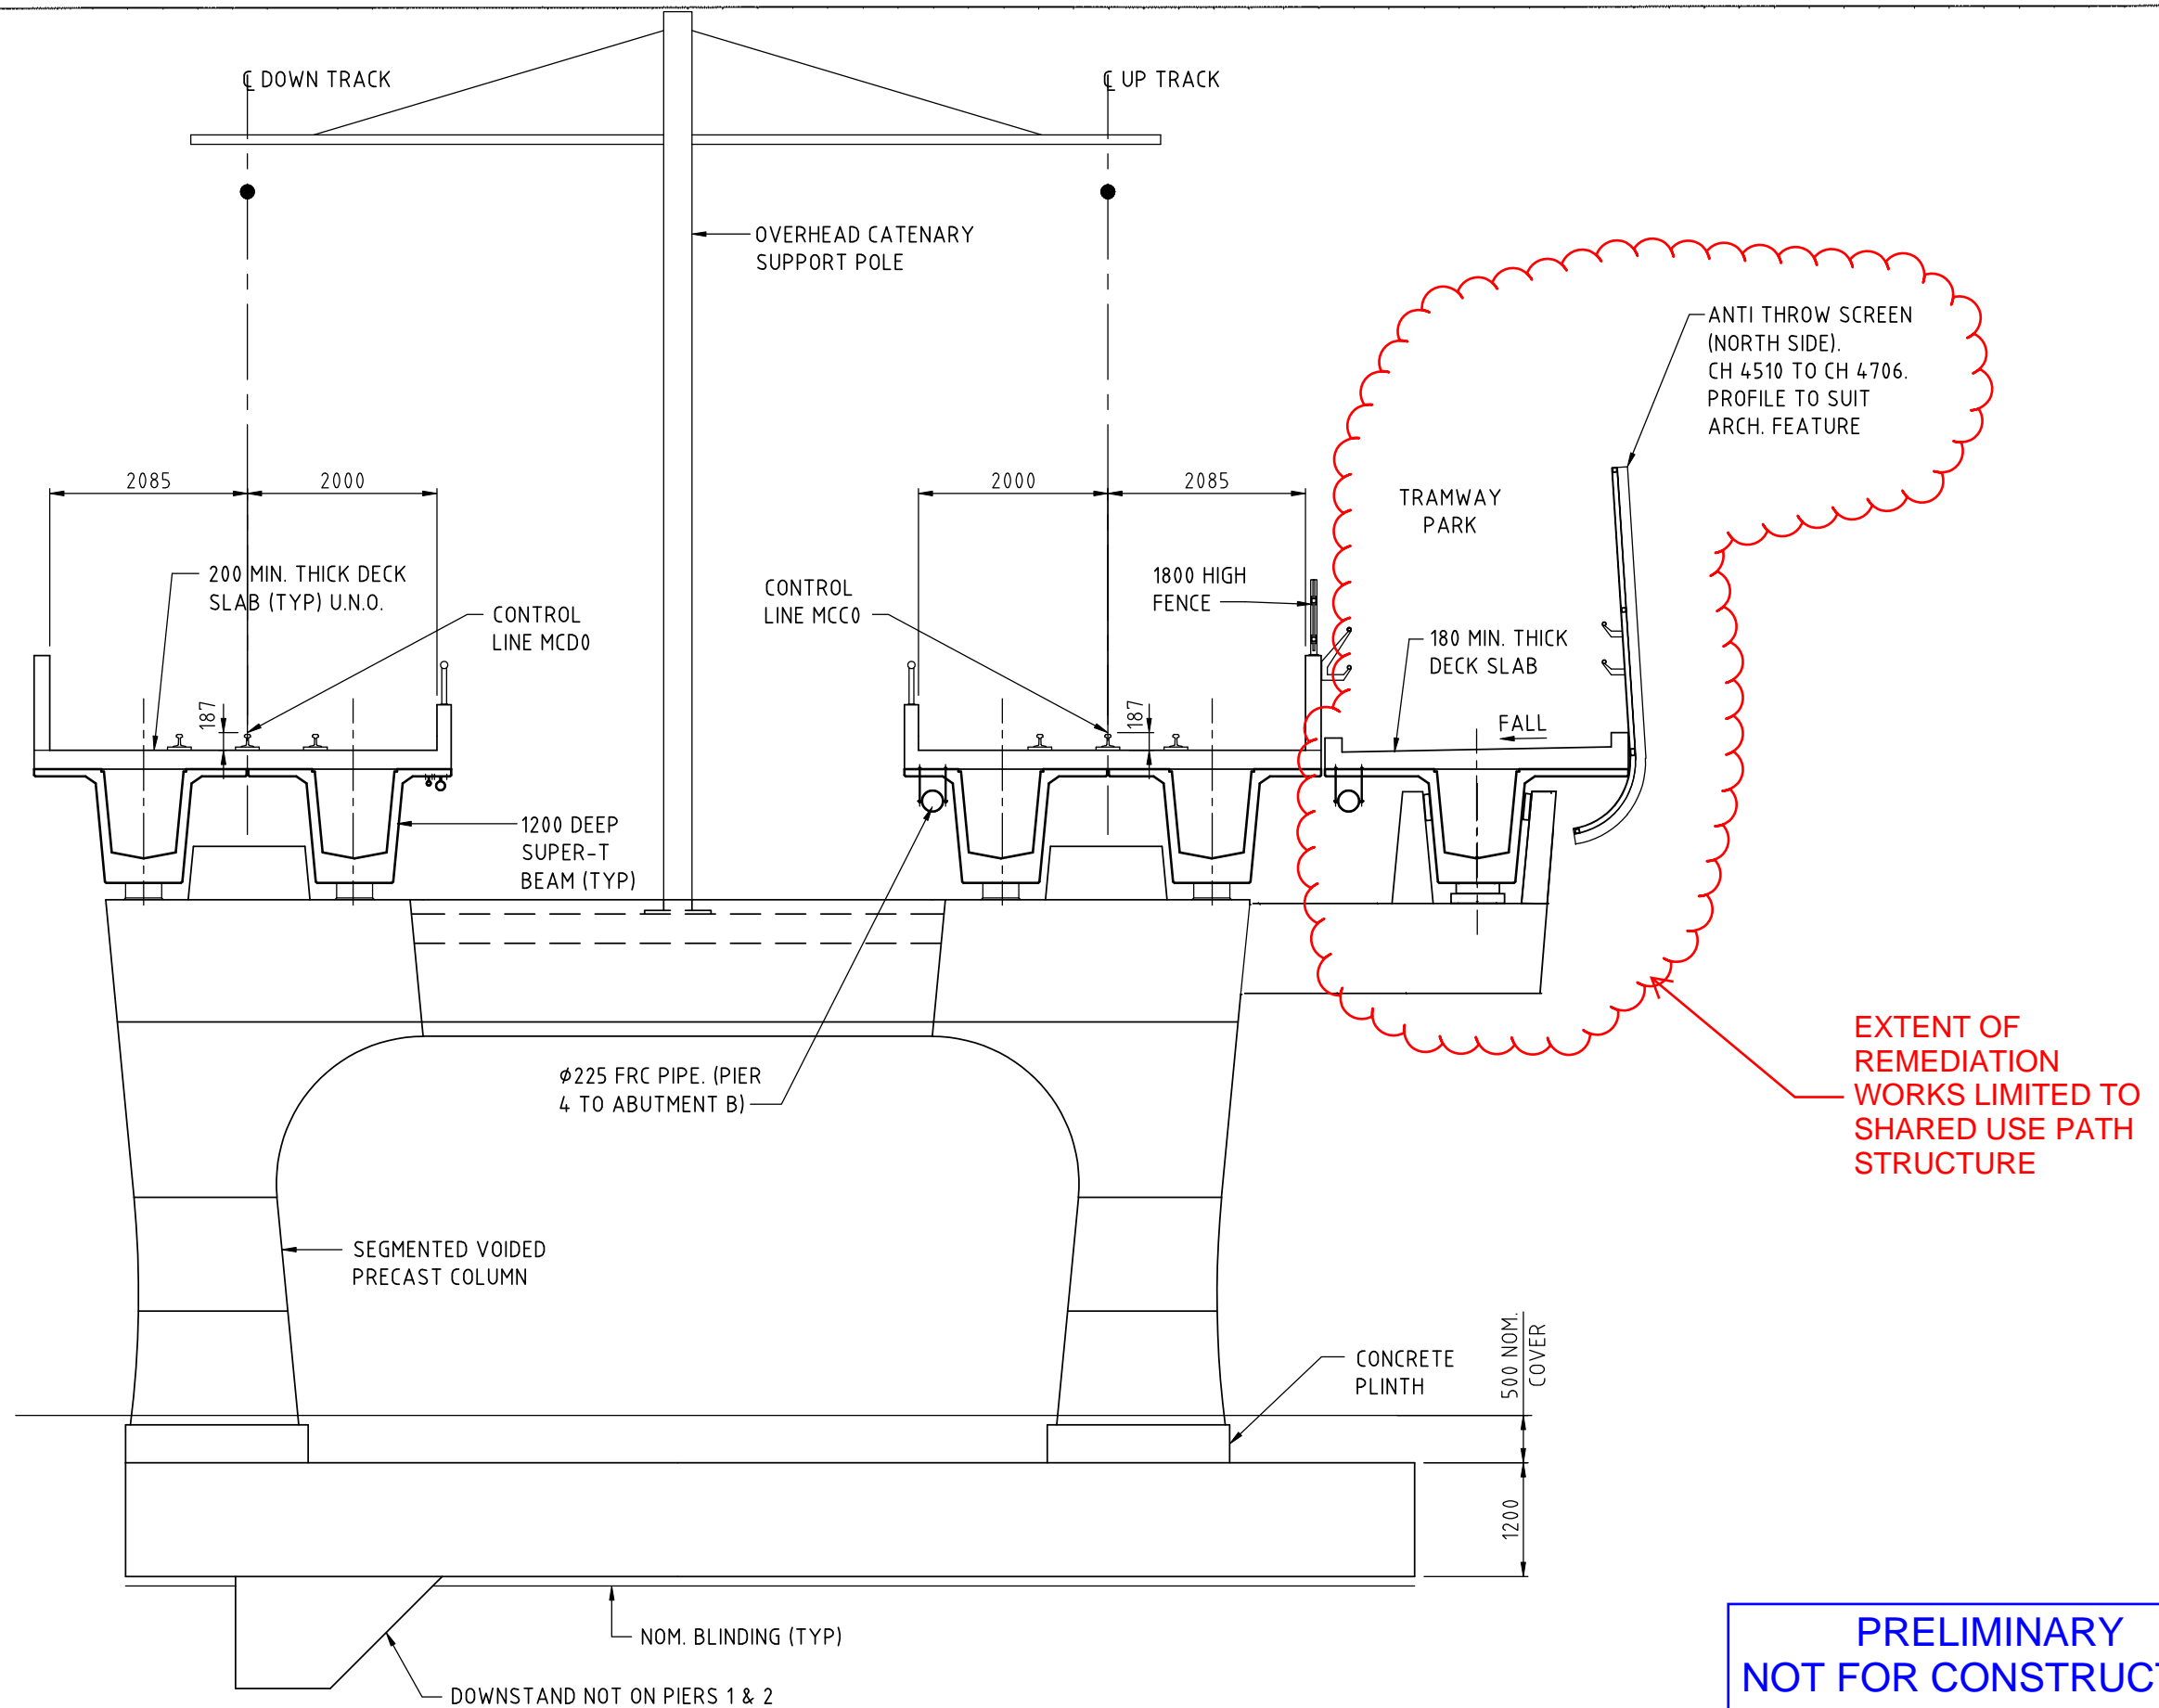 ℄ DOWN TRACK
℄ UP TRACK
OVERHEAD CATENARY
SUPPORT POLE
ANTI THROW SCREEN
(NORTH SIDE).
CH 4510 TO CH 4706.
PROFILE TO SUIT
ARCH. FEATURE
2085
2000
2000
2085
TRAMWAY
PARK
200 MIN. THICK DECK
SLAB (TYP) U.N.O.
CONTROL
LINE MCD0
CONTROL
LINE MCC0
1800 HIGH
FENCE
180 MIN. THICK
DECK SLAB
187
187
FALL
1200 DEEP
SUPER-T
BEAM (TYP)
EXTENT OF
REMEDIATION
WORKS LIMITED TO
SHARED USE PATH
STRUCTURE
ϕ225 FRC PIPE. (PIER
4 TO ABUTMENT B)
SEGMENTED VOIDED
PRECAST COLUMN
CONCRETE
PLINTH
500 NOM.
COVER
1200
NOM. BLINDING (TYP)
DOWNSTAND NOT ON PIERS 1 & 2
PRELIMINARY
NOT FOR CONSTRUCT